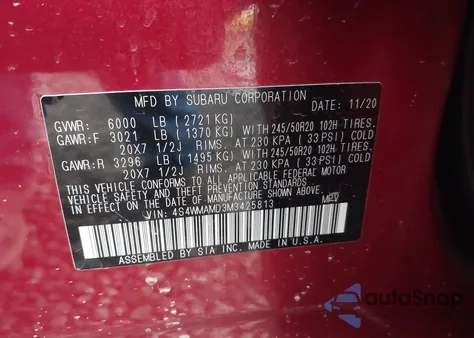 MFD BY SUBARU CORPORATION DATE: 11/20
GVWR: 6000 LB ( 2721 KG)
GAWR:F 3021 LB ( 1370 KG) WITH 245/50R20 102H TIRES,
20X7 1/2J RIMS, AT 230 KPA ( 33 PSI) COLD
GAWR:R 3296 LB ( 1495 KG) WITH 245/50R20 102H TIRES,
20X7 1/2J RIMS, AT 230 KPA ( 33 PSI) COLD
THIS VEHICLE CONFORMS TO ALL APPLICABLE FEDERAL MOTOR
VEHICLE SAFETY STANDARDS IN EFFECT ON THE DATE OF
MANUFACTURE SHOWN ABOVE.
VIN: 4S4WMAMD3M3425813 MPV
ASSEMBLED BY SIA INC. MADE IN U.S.A.
autoSnap